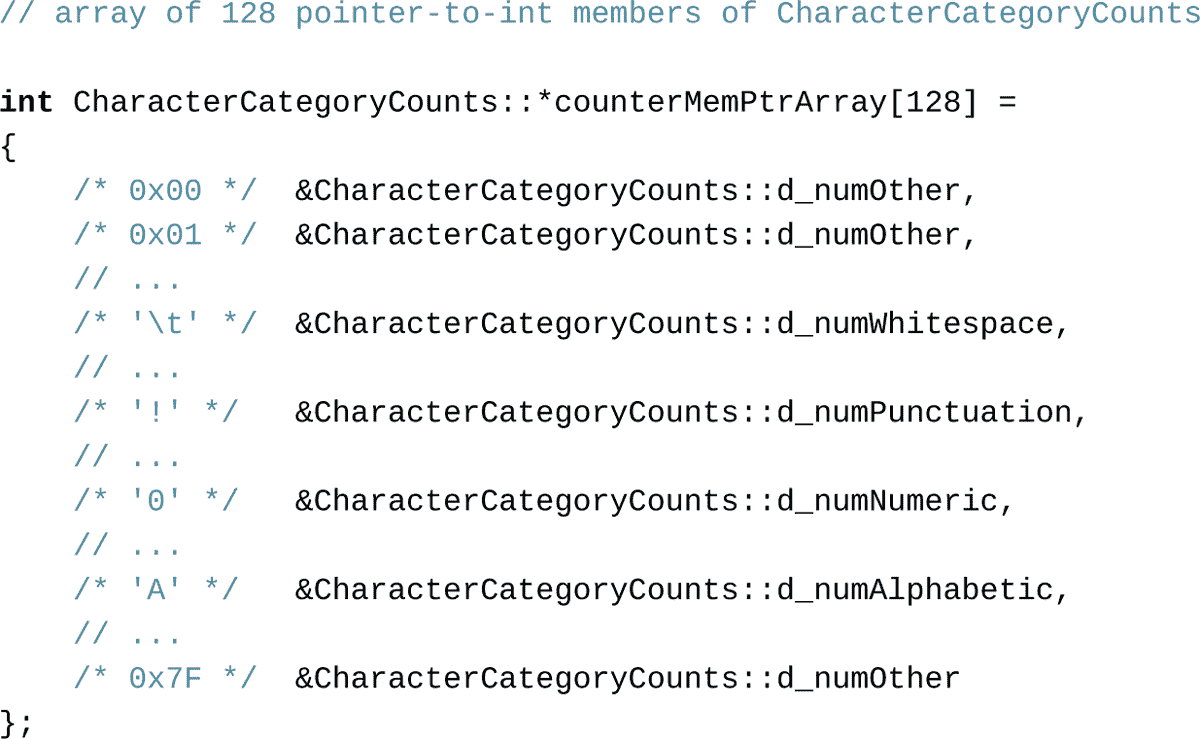 // array of 128 pointer-to-int members of CharacterCategoryCounts
int CharacterCategoryCounts::*counterMemPtrArray[128] =
{
/* 0x00 */  &CharacterCategoryCounts::d_numOther,
/* 0x01 */  &CharacterCategoryCounts::d_numOther,
// ...
/* '\t' */  &CharacterCategoryCounts::d_numWhitespace,
// ...
/* '!' */   &CharacterCategoryCounts::d_numPunctuation,
// ...
/* '0' */   &CharacterCategoryCounts::d_numNumeric,
// ...
/* 'A' */   &CharacterCategoryCounts::d_numAlphabetic,
// ...
/* 0x7F */  &CharacterCategoryCounts::d_numOther
};